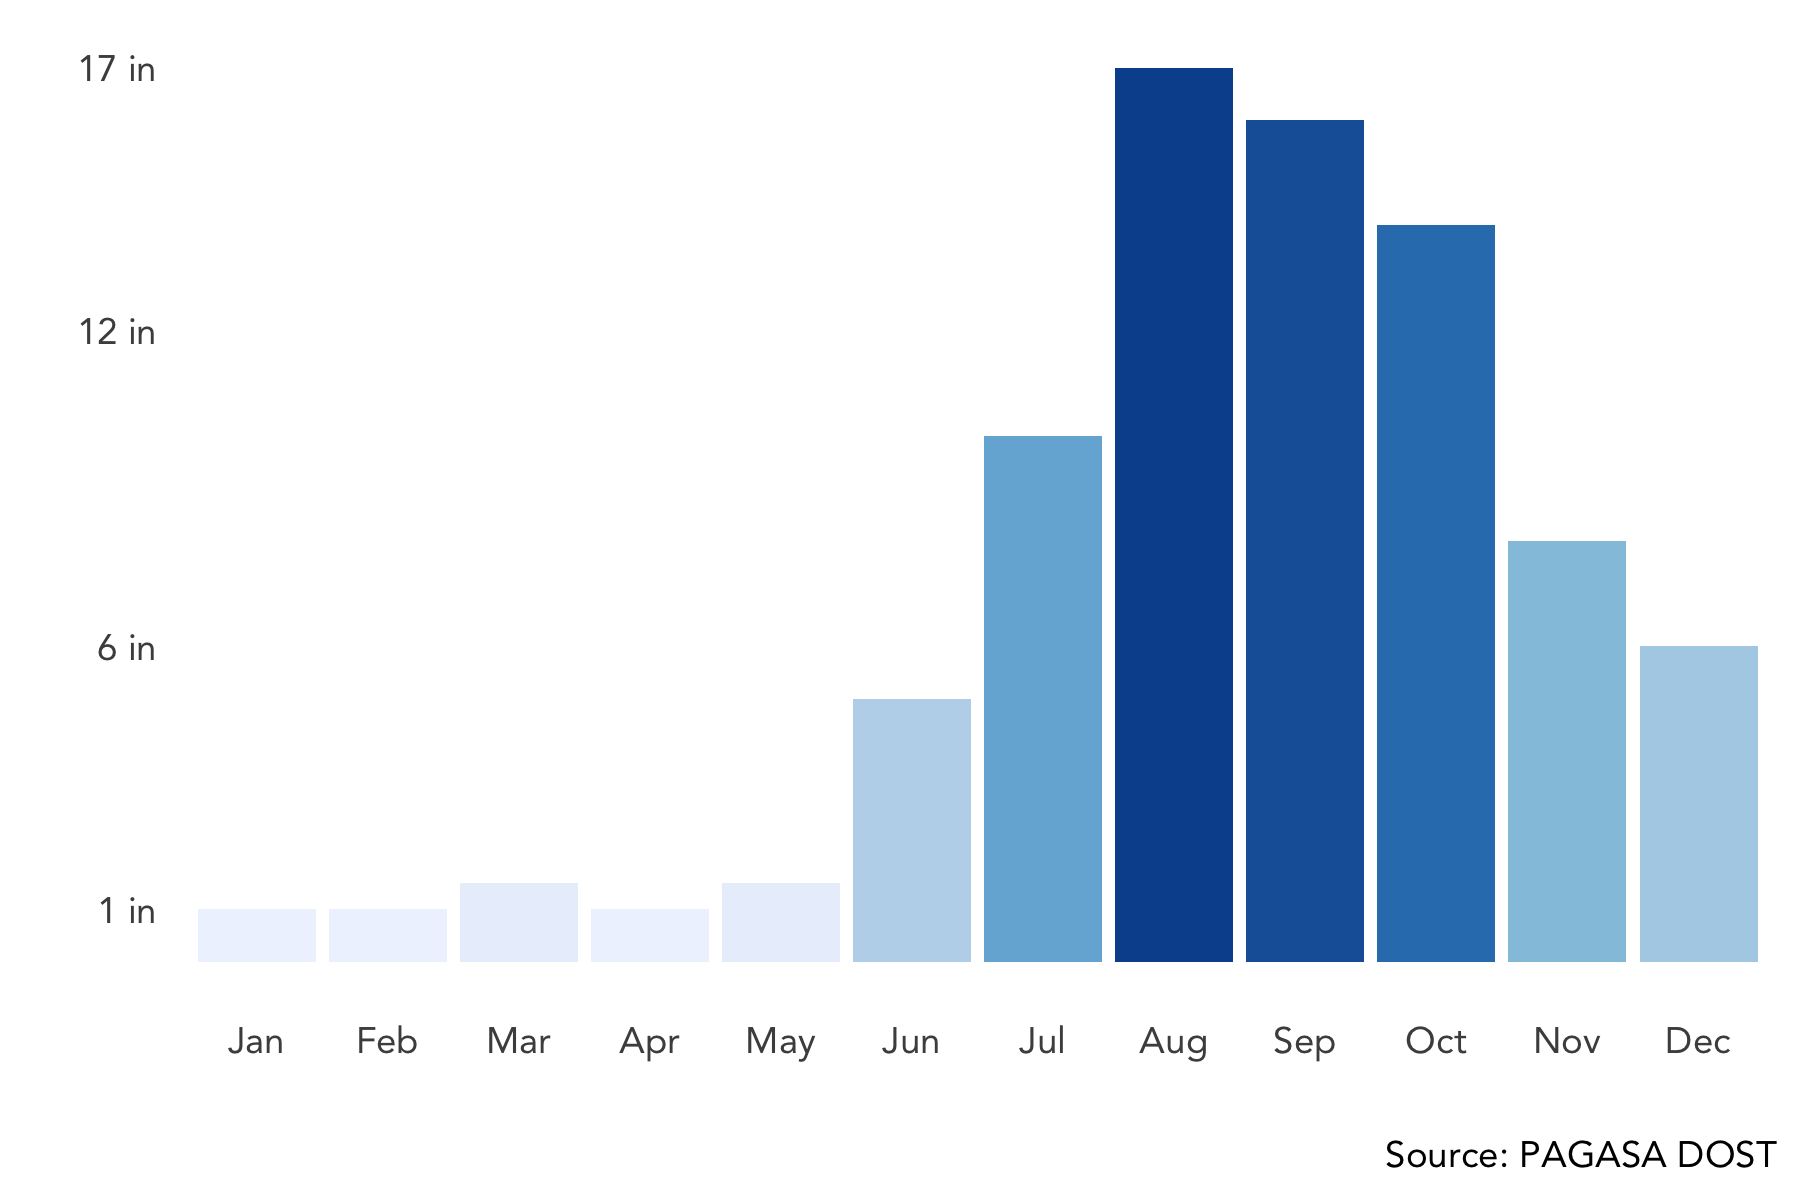 17 in
12 in
6 in
1 in
Jan Feb Mar Apr May Jun Jul Aug Sep Oct Nov Dec
Source: PAGASA DOST